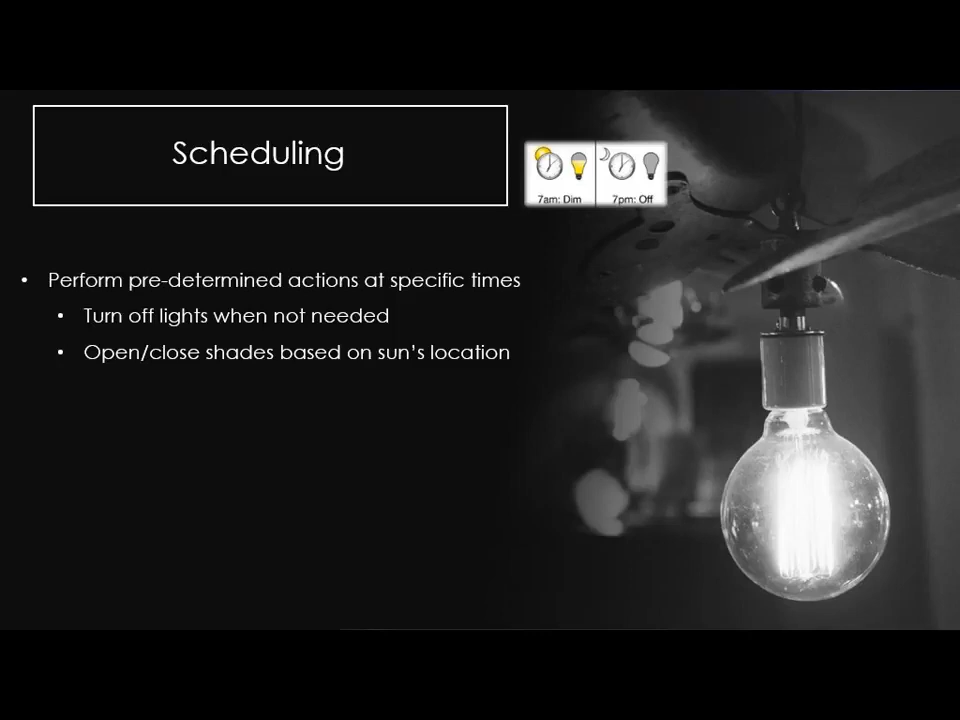 Scheduling
7am: Dim
7pm: Off
• Perform pre-determined actions at specific times
• Turn off lights when not needed
• Open/close shades based on sun’s location